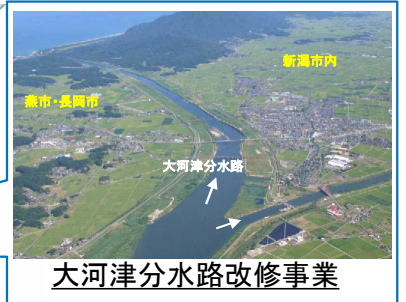 新潟市内
燕市・長岡市
大河津分水路
大河津分水路改修事業